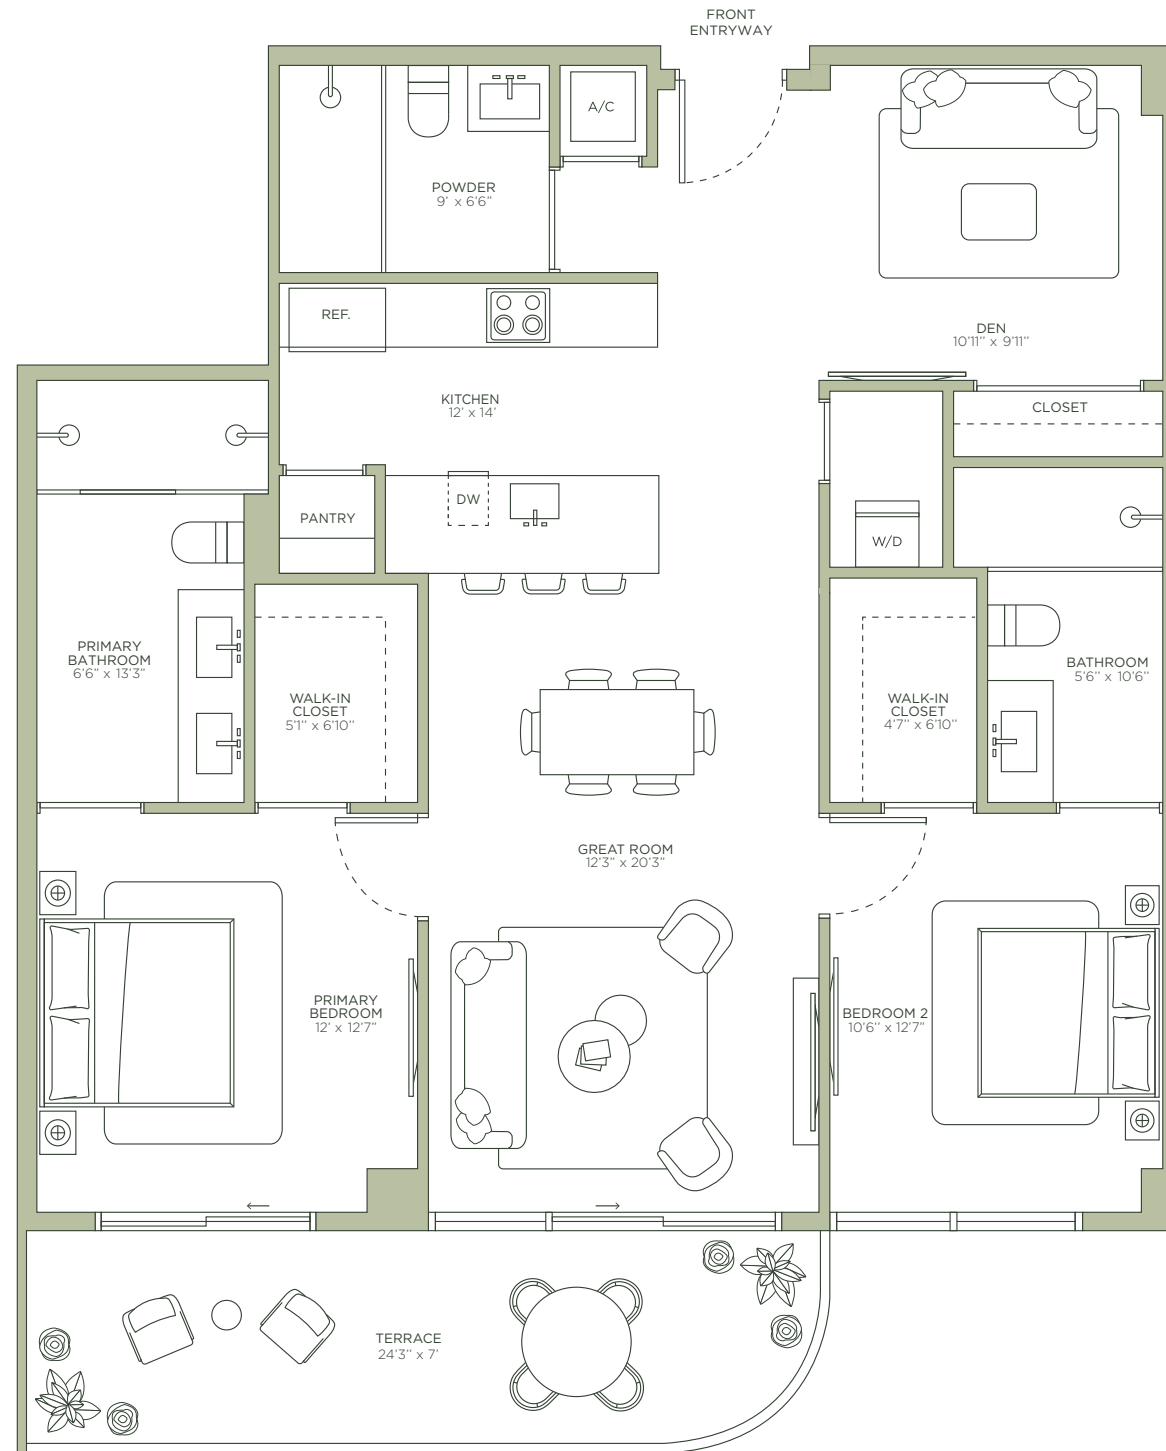 FRONT
ENTRYWAY
A/C
POWDER
9' x 6'6"
REF.
DEN
10'11" x 9'11"
KITCHEN
12' x 14'
CLOSET
DW
PANTRY
W/D
PRIMARY
BATHROOM
6'6" x 13'3"
WALK-IN
CLOSET
5'1" x 6'10"
WALK-IN
CLOSET
4'7" x 6'10"
BATHROOM
5'6" x 10'6"
GREAT ROOM
12'3" x 20'3"
PRIMARY
BEDROOM
12' x 12'7"
BEDROOM 2
10'6" x 12'7"
TERRACE
24'3" x 7'